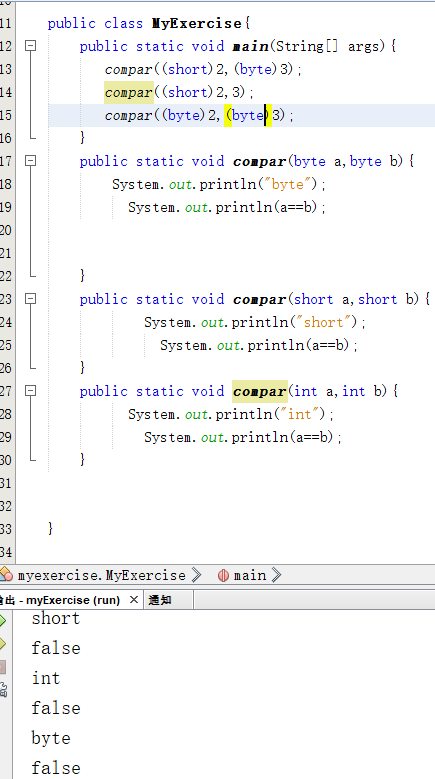 11 public class MyExercise{
12 public static void main(String[] args){
13 compar((short)2,(byte)3);
14 compar((short)2,3);
15 compar((byte)2,(byte)3);
16 }
17 public static void compar(byte a,byte b){
18 System.out.println("byte");
19 System.out.println(a==b);
20
21
22 }
23 public static void compar(short a,short b){
24 System.out.println("short");
25 System.out.println(a==b);
26 }
27 public static void compar(int a,int b){
28 System.out.println("int");
29 System.out.println(a==b);
30 }
31
32
33 }
34
myexercise.MyExercise main
出 - myExercise (run) × 通知
short
false
int
false
byte
false